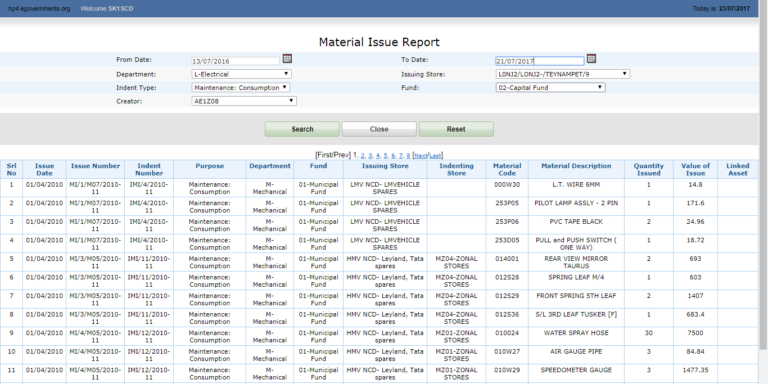 hp4.egovernments.org Welcome SK1SCD Today is: 23/07/2017
Material Issue Report
From Date: 13/07/2016 To Date: 21/07/2017
Department: L-Electrical Issuing Store: L0NJ2/LONJ2-/TEYNAMPET/9
Indent Type: Maintenance: Consumption Fund: 02-Capital Fund
Creator: AE1Z08
Search Close Reset
[First/Prev] 1, 2, 3, 4, 5, 6, 7, 8 [Next/Last]
Srl No Issue Date Issue Number Indent Number Purpose Department Fund Issuing Store Indenting Store Material Code Material Description Quantity Issued Value of Issue Linked Asset
1 01/04/2010 MI/1/M07/2010-11 IMI/4/2010-11 Maintenance: Consumption M-Mechanical 01-Municipal Fund LMV NCD- LMVEHICLE SPARES 000W30 L.T. WIRE 6MM 1 14.8
2 01/04/2010 MI/1/M07/2010-11 IMI/4/2010-11 Maintenance: Consumption M-Mechanical 01-Municipal Fund LMV NCD- LMVEHICLE SPARES 253P05 PILOT LAMP ASSLY - 2 PIN 1 171.6
3 01/04/2010 MI/1/M07/2010-11 IMI/4/2010-11 Maintenance: Consumption M-Mechanical 01-Municipal Fund LMV NCD- LMVEHICLE SPARES 253P06 PVC TAPE BLACK 2 24.96
4 01/04/2010 MI/1/M07/2010-11 IMI/4/2010-11 Maintenance: Consumption M-Mechanical 01-Municipal Fund LMV NCD- LMVEHICLE SPARES 253D05 PULL and PUSH SWITCH ( ONE WAY) 1 18.72
5 01/04/2010 MI/3/M05/2010-11 IMI/11/2010-11 Maintenance: Consumption M-Mechanical 01-Municipal Fund HMV NCD- Leyland, Tata spares MZ04-ZONAL STORES 014001 REAR VIEW MIRROR TAURUS 2 693
6 01/04/2010 MI/3/M05/2010-11 IMI/11/2010-11 Maintenance: Consumption M-Mechanical 01-Municipal Fund HMV NCD- Leyland, Tata spares MZ04-ZONAL STORES 012S28 SPRING LEAF M/4 1 603
7 01/04/2010 MI/3/M05/2010-11 IMI/11/2010-11 Maintenance: Consumption M-Mechanical 01-Municipal Fund HMV NCD- Leyland, Tata spares MZ04-ZONAL STORES 012S29 FRONT SPRING 5TH LEAF 2 1407
8 01/04/2010 MI/3/M05/2010-11 IMI/11/2010-11 Maintenance: Consumption M-Mechanical 01-Municipal Fund HMV NCD- Leyland, Tata spares MZ04-ZONAL STORES 012S36 S/L 3RD LEAF TUSKER [F] 1 683.4
9 01/04/2010 MI/4/M05/2010-11 IMI/12/2010-11 Maintenance: Consumption M-Mechanical 01-Municipal Fund HMV NCD- Leyland, Tata spares MZ01-ZONAL STORES 010024 WATER SPRAY HOSE 30 7500
10 01/04/2010 MI/4/M05/2010-11 IMI/12/2010-11 Maintenance: Consumption M-Mechanical 01-Municipal Fund HMV NCD- Leyland, Tata spares MZ01-ZONAL STORES 010W27 AIR GAUGE PIPE 3 84.84
11 01/04/2010 MI/4/M05/2010-11 IMI/12/2010-11 Maintenance: Consumption M-Mechanical 01-Municipal Fund HMV NCD- Leyland, Tata spares MZ01-ZONAL STORES 010W29 SPEEDOMETER GAUGE 3 1477.35